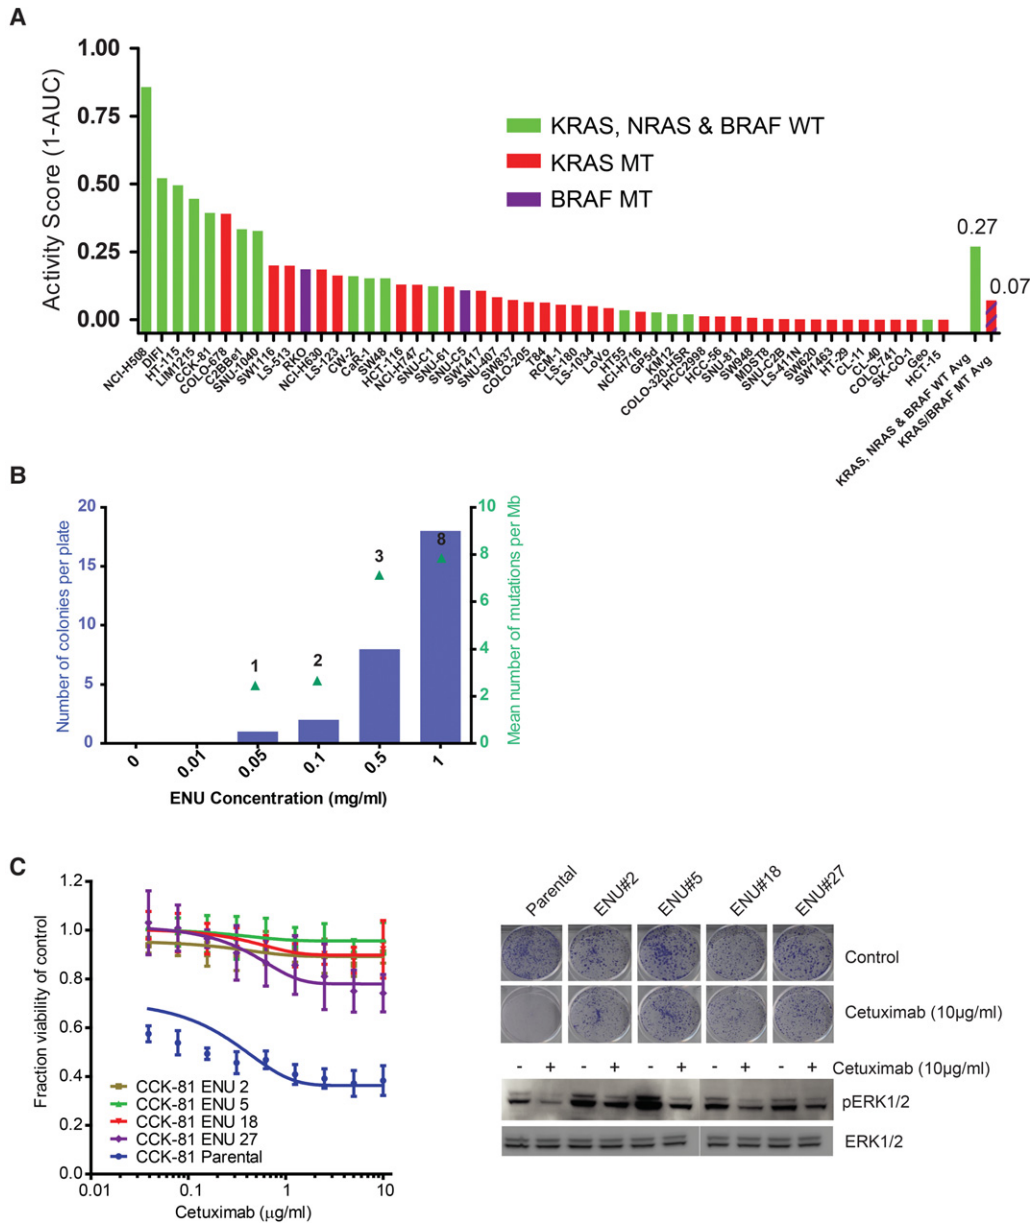 A
Activity Score (1-AUC)
1.00
0.75
0.50
0.25
0.00
KRAS, NRAS & BRAF WT
KRAS MT
BRAF MT
0.27
0.07
NCI-H508
DIFI
HT-115
LIM1215
CCK-81
COLO-678
C2BBe1
SNU-1040
SW1116
LS-513
RKO
NCI-H630
LS-123
CW-2
CaR-1
SW48
HCT-116
NCI-H747
SNU-C1
SNU-61
SNU-C5
SW1417
SNU-407
SW837
COLO-205
T84
RCM-1
LS-180
LS-1034
LoVo
HT55
NCI-H716
GP5d
KM12
COLO-320-HSR
HCC2998
HCC-56
SNU-81
SW948
MDST8
SNU-C2B
LS-411N
SW620
SW1463
HT-29
CL-11
CL-40
COLO-741
SK-CO-1
Geo
HCT-15
KRAS, NRAS & BRAF WT Avg
KRAS/BRAF MT Avg
B
Number of colonies per plate
20
15
10
5
0
1
2
3
8
10
8
6
4
2
0
Mean number of mutations per Mb
0
0.01
0.05
0.1
0.5
1
ENU Concentration (mg/ml)
C
Fraction viability of control
1.2
1.0
0.8
0.6
0.4
0.2
0.0
CCK-81 ENU 2
CCK-81 ENU 5
CCK-81 ENU 18
CCK-81 ENU 27
CCK-81 Parental
0.01
0.1
1
10
Cetuximab (µg/ml)
Parental
ENU#2
ENU#5
ENU#18
ENU#27
Control
Cetuximab (10µg/ml)
- + - + - + - + - + Cetuximab (10µg/ml)
pERK1/2
ERK1/2